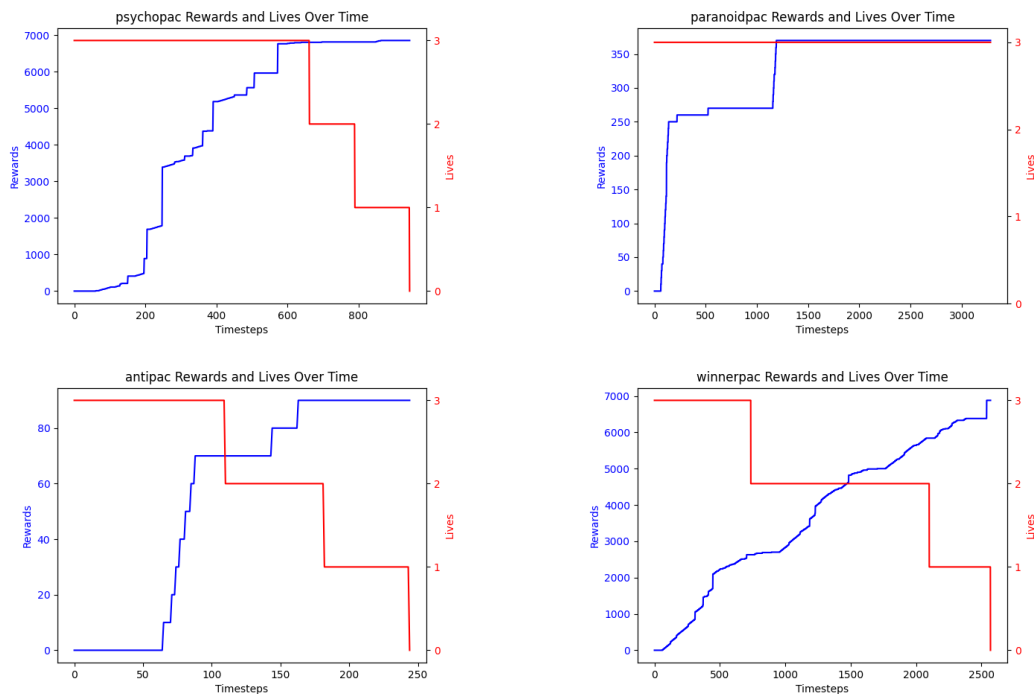 psychopac Rewards and Lives Over Time
7000
6000
5000
4000
3000
2000
1000
0
Rewards
3
2
1
0
Lives
0 200 400 600 800
Timesteps
paranoidpac Rewards and Lives Over Time
350
300
250
200
150
100
50
0
Rewards
3
2
1
0
Lives
0 500 1000 1500 2000 2500 3000
Timesteps
antipac Rewards and Lives Over Time
80
60
40
20
0
Rewards
3
2
1
0
Lives
0 50 100 150 200 250
Timesteps
winnerpac Rewards and Lives Over Time
7000
6000
5000
4000
3000
2000
1000
0
Rewards
3
2
1
0
Lives
0 500 1000 1500 2000 2500
Timesteps